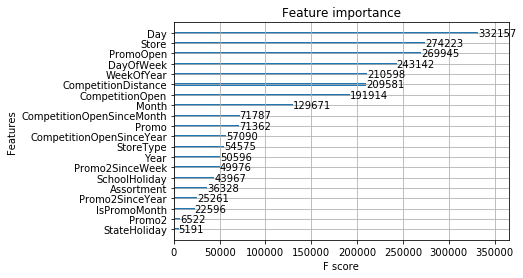 Feature importance
Features
Day 332157
Store 274223
PromoOpen 269945
DayOfWeek 243142
WeekOfYear 210598
CompetitionDistance 209581
CompetitionOpen 191914
Month 129671
CompetitionOpenSinceMonth 71787
Promo 71362
CompetitionOpenSinceYear 57090
StoreType 54575
Year 50596
Promo2SinceWeek 49976
SchoolHoliday 43967
Assortment 36328
Promo2SinceYear 25261
IsPromoMonth 22596
Promo2 6522
StateHoliday 5191
0 50000 100000 150000 200000 250000 300000 350000
F score